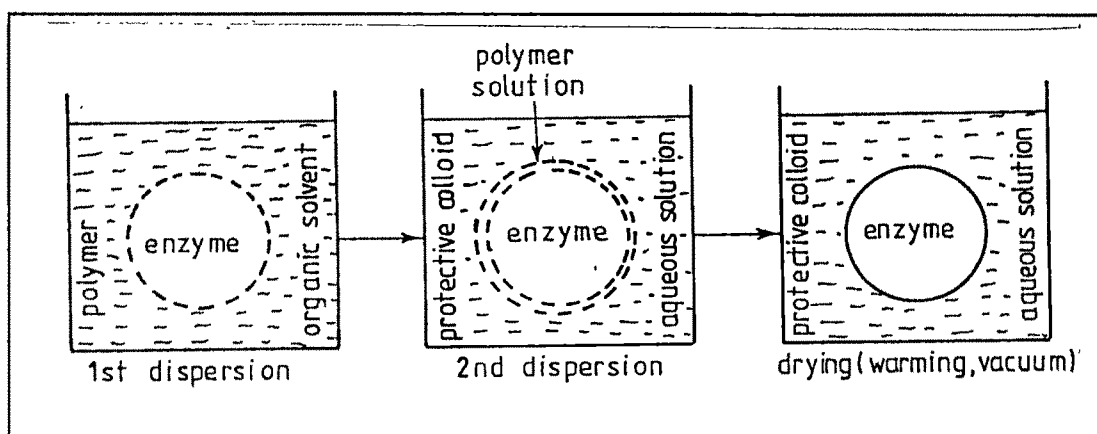 polymer
solution
polymer
enzyme
organic solvent
1st dispersion
protective colloid
enzyme
aqueous solution
2nd dispersion
protective colloid
enzyme
aqueous solution
drying(warming,vacuum)